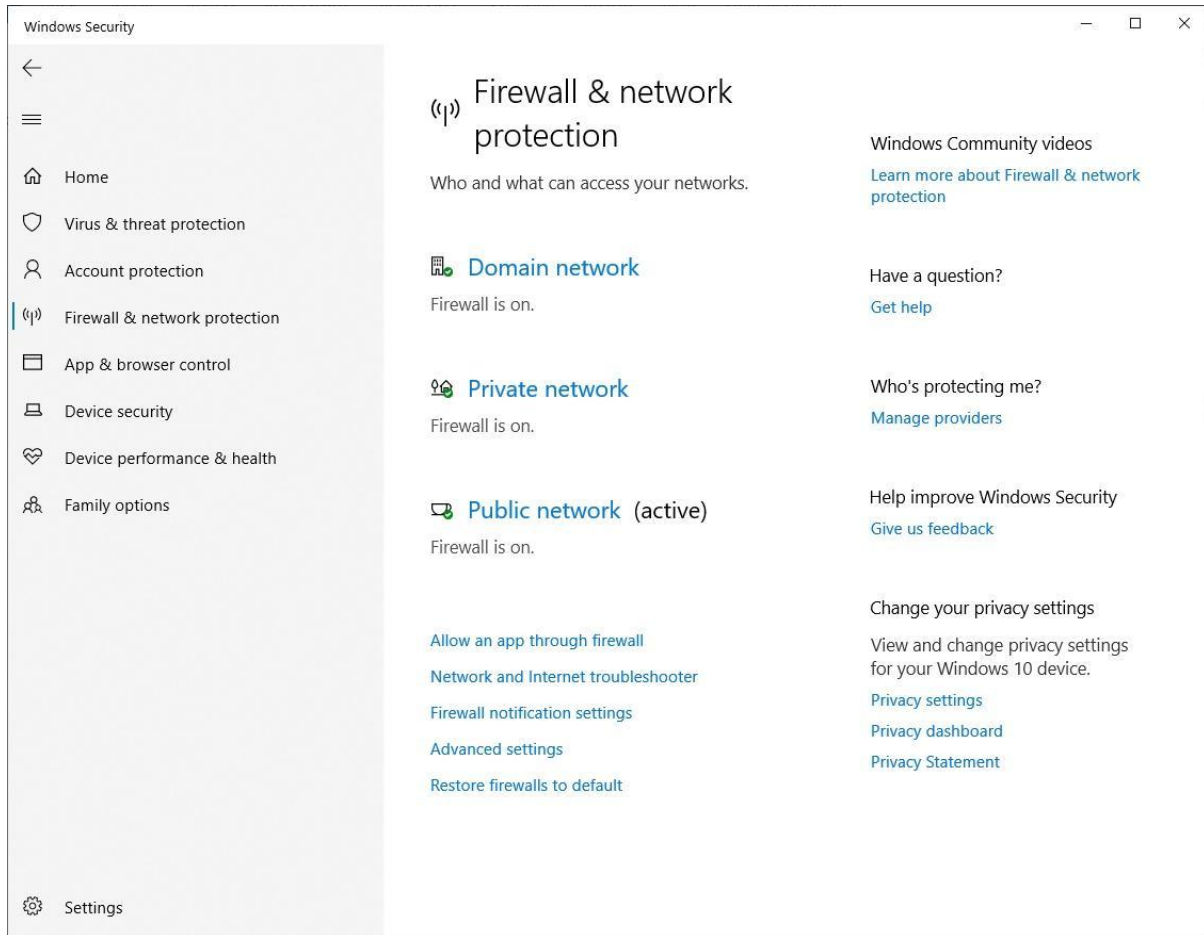 Windows Security
Home
Virus & threat protection
Account protection
Firewall & network protection
App & browser control
Device security
Device performance & health
Family options
Settings
Firewall & network
protection
Who and what can access your networks.
Domain network
Firewall is on.
Private network
Firewall is on.
Public network (active)
Firewall is on.
Allow an app through firewall
Network and Internet troubleshooter
Firewall notification settings
Advanced settings
Restore firewalls to default
Windows Community videos
Learn more about Firewall & network
protection
Have a question?
Get help
Who's protecting me?
Manage providers
Help improve Windows Security
Give us feedback
Change your privacy settings
View and change privacy settings
for your Windows 10 device.
Privacy settings
Privacy dashboard
Privacy Statement